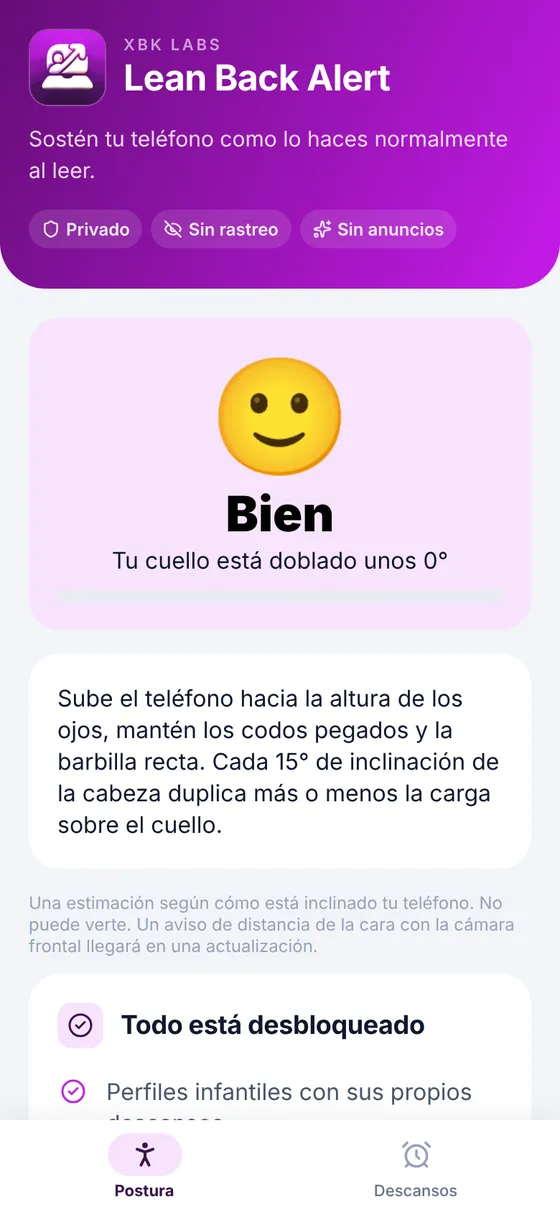 XBK LABS
Lean Back Alert
Sostén tu teléfono como lo haces normalmente
al leer.
Privado
Sin rastreo
Sin anuncios
Bien
Tu cuello está doblado unos 0°
Sube el teléfono hacia la altura de los
ojos, mantén los codos pegados y la
barbilla recta. Cada 15° de inclinación de
la cabeza duplica más o menos la carga
sobre el cuello.
Una estimación según cómo está inclinado tu teléfono. No
puede verte. Un aviso de distancia de la cara con la cámara
frontal llegará en una actualización.
Todo está desbloqueado
Perfiles infantiles con sus propios
Postura
Descansos